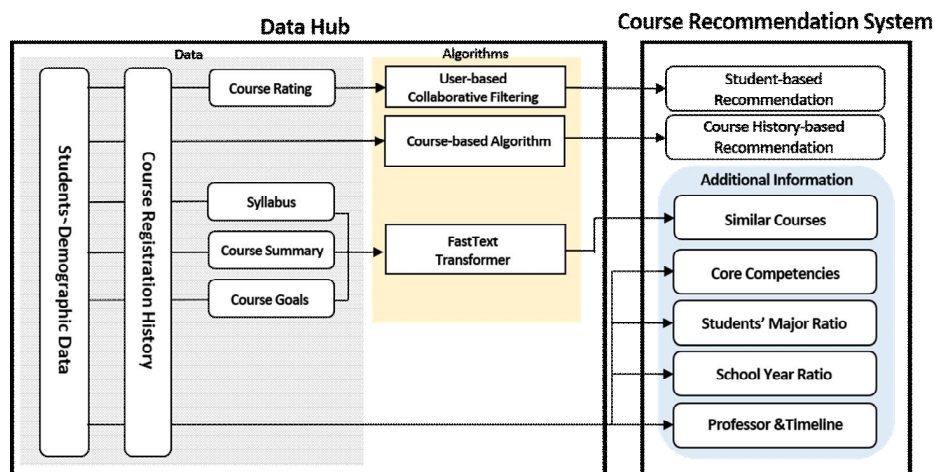 Data Hub
Course Recommendation System
Data
Algorithms
Students~Demographic Data
Course Registration History
Course Rating
User-based
Collaborative Filtering
Student-based
Recommendation
Course-based Algorithm
Course History-based
Recommendation
Additional Information
Syllabus
Similar Courses
Course Summary
FastText
Transformer
Core Competencies
Course Goals
Students' Major Ratio
School Year Ratio
Professor &Timeline